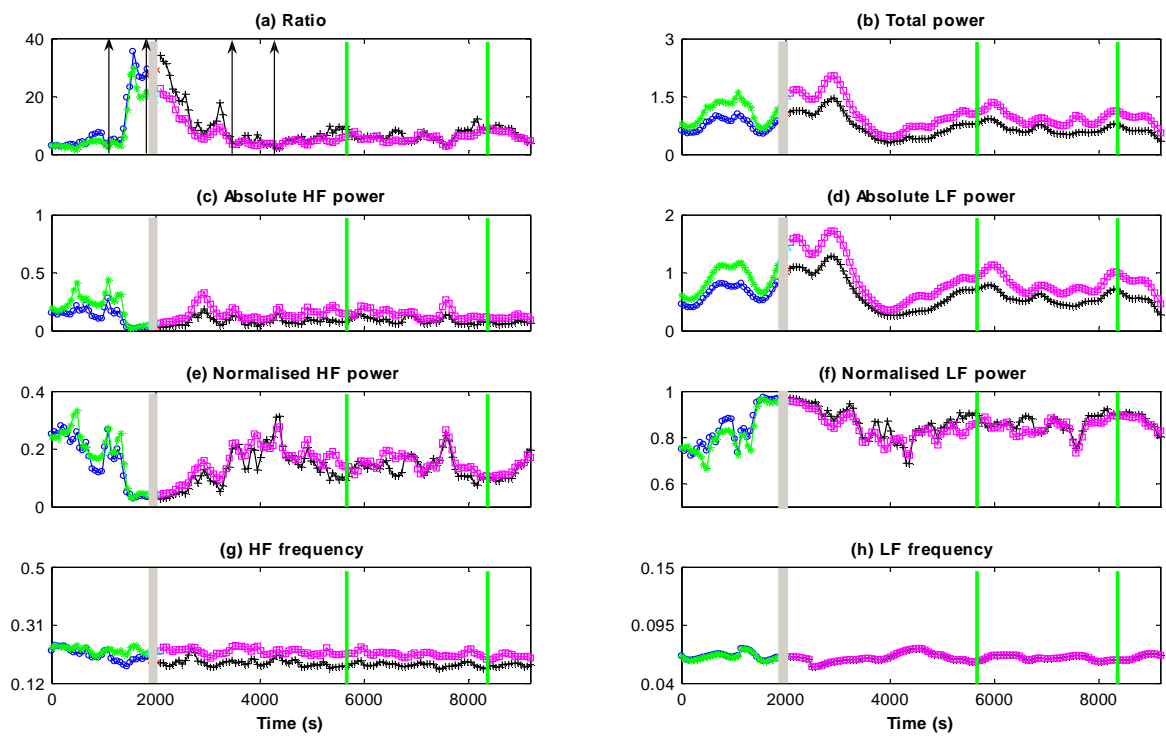 (a) Ratio
40
20
0
(b) Total power
3
1.5
0
(c) Absolute HF power
1
0.5
0
(d) Absolute LF power
2
1
0
(e) Normalised HF power
0.4
0.2
0
(f) Normalised LF power
1
0.8
0.6
(g) HF frequency
0.5
0.31
0.12
0 2000 4000 6000 8000
Time (s)
(h) LF frequency
0.15
0.095
0.04
0 2000 4000 6000 8000
Time (s)